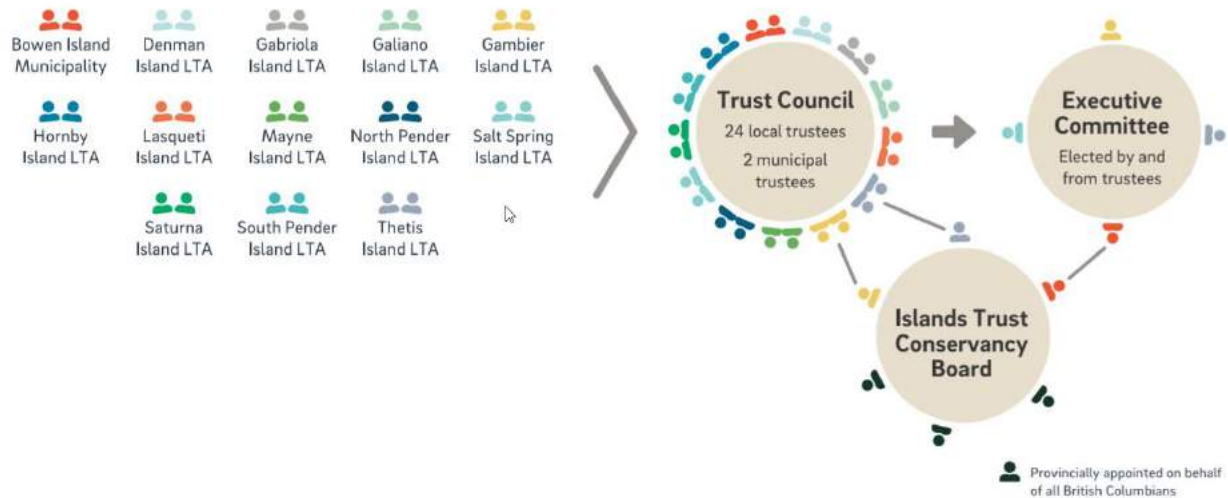 Bowen Island
Municipality
Denman
Island LTA
Gabriola
Island LTA
Galiano
Island LTA
Gambier
Island LTA
Hornby
Island LTA
Lasqueti
Island LTA
Mayne
Island LTA
North Pender
Island LTA
Salt Spring
Island LTA
Saturna
Island LTA
South Pender
Island LTA
Thetis
Island LTA
Trust Council
24 local trustees
2 municipal
trustees
Executive
Committee
Elected by and
from trustees
Islands Trust
Conservancy
Board
Provincially appointed on behalf
of all British Columbians